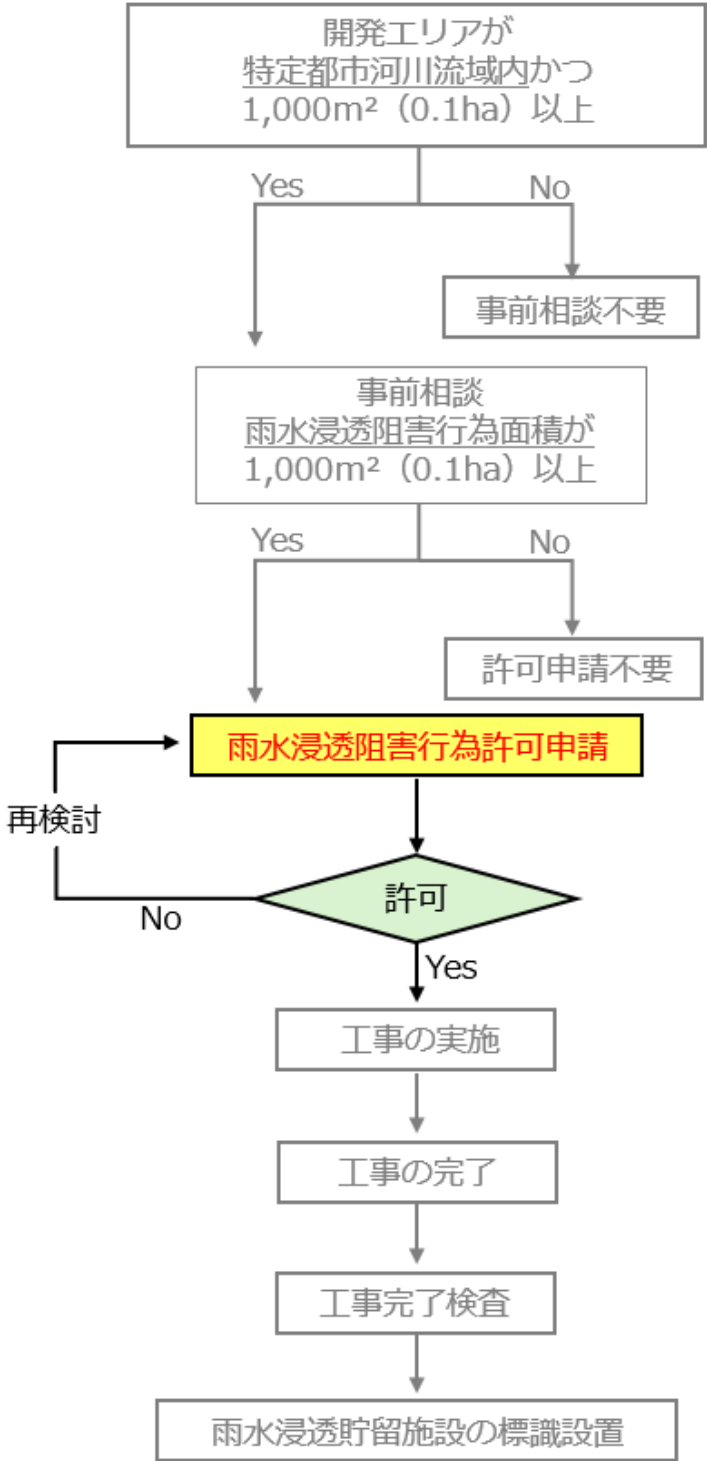 開発エリアが
特定都市河川流域内かつ
1,000m²（0.1ha）以上
Yes
No
事前相談不要
事前相談
雨水浸透阻害行為面積が
1,000m²（0.1ha）以上
Yes
No
許可申請不要
雨水浸透阻害行為許可申請
再検討
許可
No
Yes
工事の実施
工事の完了
工事完了検査
雨水浸透貯留施設の標識設置